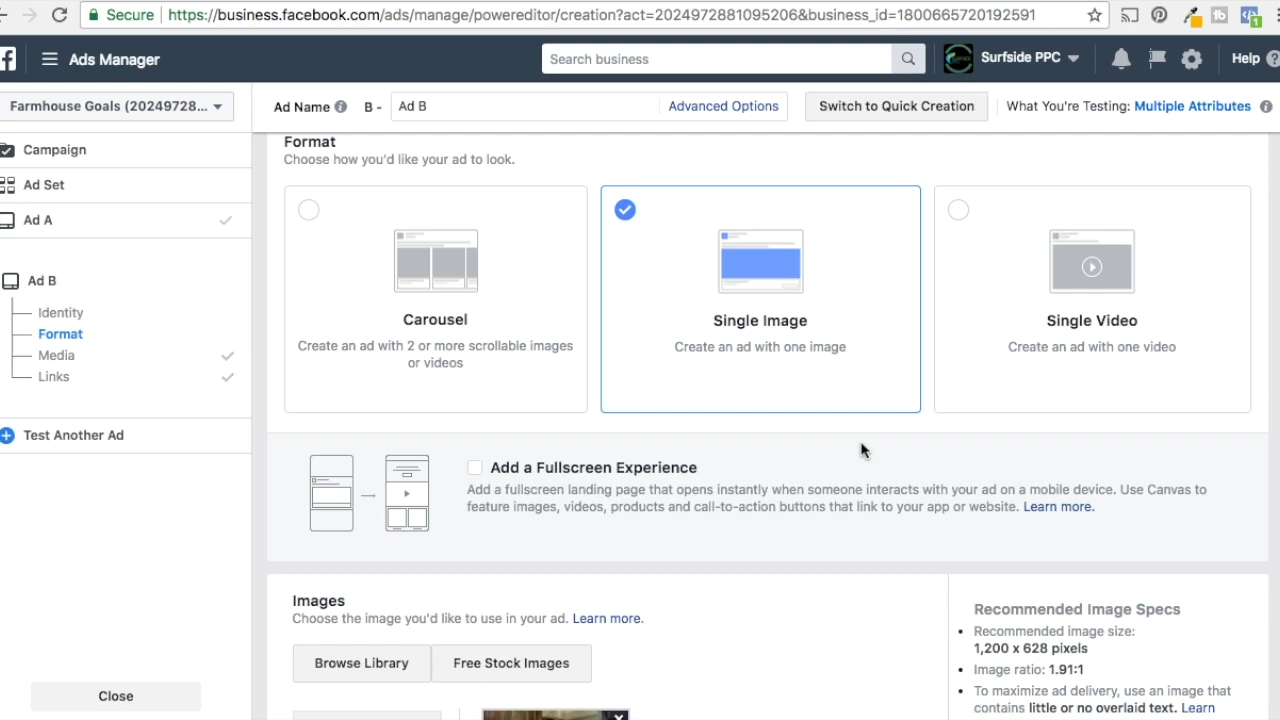 Secure
https://business.facebook.com/ads/manage/powereditor/creation?act=2024972881095206&business_id=1800665720192591
Ads Manager
Search business
Surfside PPC
Help
Farmhouse Goals (20249728...
Ad Name
B -
Ad B
Advanced Options
Switch to Quick Creation
What You're Testing: Multiple Attributes
Campaign
Ad Set
Ad A
Ad B
Identity
Format
Media
Links
Test Another Ad
Close
Format
Choose how you'd like your ad to look.
Carousel
Create an ad with 2 or more scrollable images
or videos
Single Image
Create an ad with one image
Single Video
Create an ad with one video
Add a Fullscreen Experience
Add a fullscreen landing page that opens instantly when someone interacts with your ad on a mobile device. Use Canvas to
feature images, videos, products and call-to-action buttons that link to your app or website. Learn more.
Images
Choose the image you'd like to use in your ad. Learn more.
Browse Library
Free Stock Images
Recommended Image Specs
Recommended image size:
1,200 x 628 pixels
Image ratio: 1.91:1
To maximize ad delivery, use an image that
contains little or no overlaid text. Learn